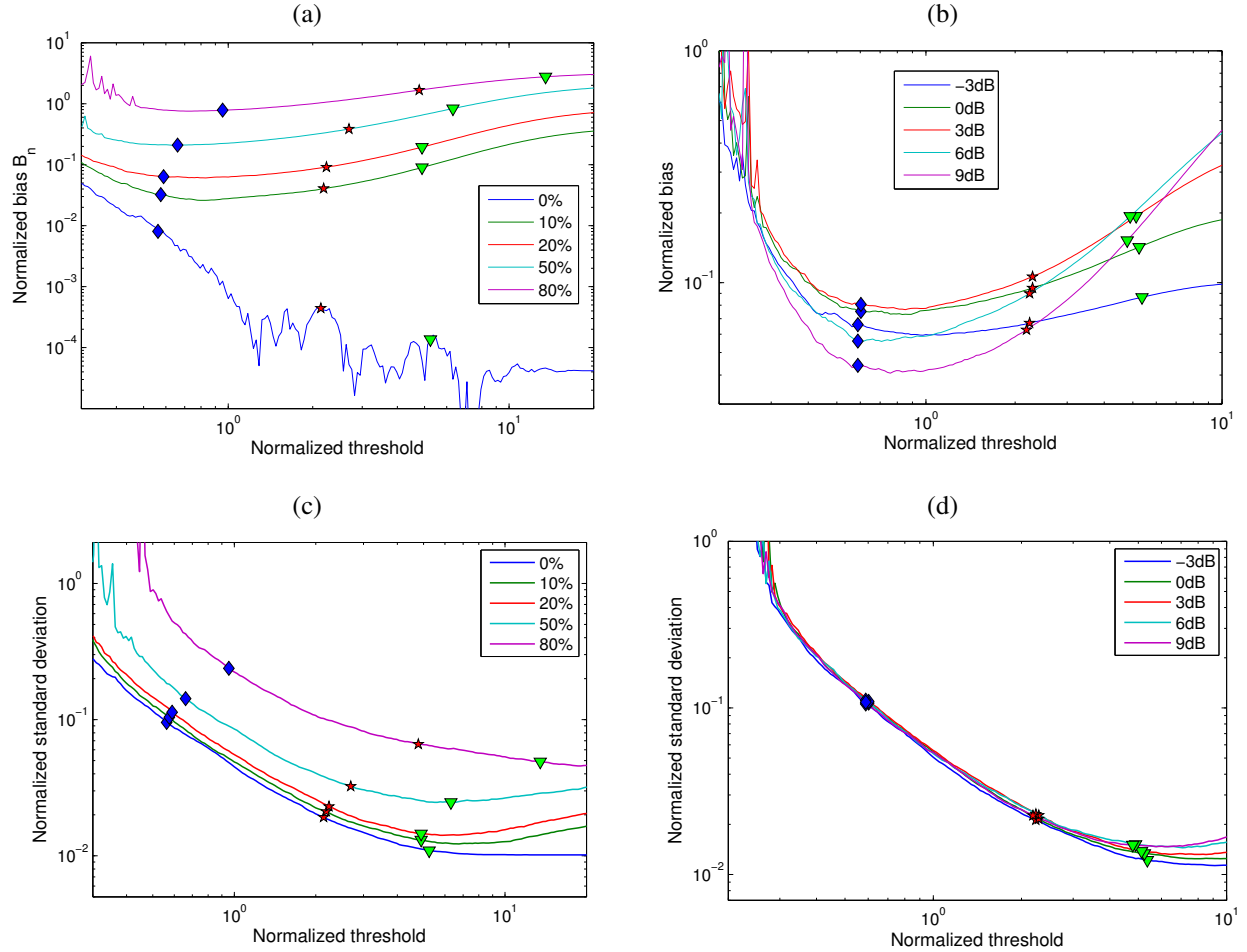 (a)
10^1
10^0
10^-1
10^-2
10^-3
10^-4
Normalized bias B_n
0%
10%
20%
50%
80%
10^0
10^1
Normalized threshold
(b)
10^0
10^-1
Normalized bias
−3dB
0dB
3dB
6dB
9dB
10^0
10^1
Normalized threshold
(c)
10^0
10^-1
10^-2
Normalized standard deviation
0%
10%
20%
50%
80%
10^0
10^1
Normalized threshold
(d)
10^0
10^-1
10^-2
Normalized standard deviation
−3dB
0dB
3dB
6dB
9dB
10^0
10^1
Normalized threshold